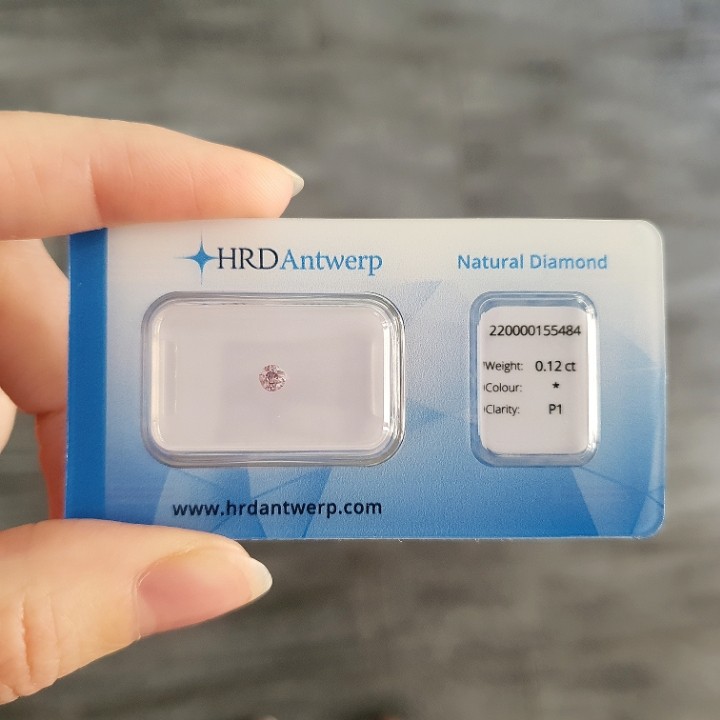 HRDAntwerp
Natural Diamond
220000155484
Weight: 0.12 ct
Colour: *
Clarity: P1
www.hrdantwerp.com